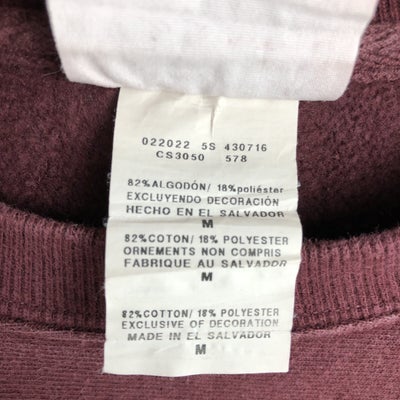 022022 5S 430716
CS3050 578
82%ALGODÓN/ 18%poliéster
EXCLUYENDO DECORACIÓN
HECHO EN EL SALVADOR
M
82%COTON/ 18% POLYESTER
ORNEMENTS NON COMPRIS
FABRIQUE AU SALVADOR
M
82%COTTON/ 18% POLYESTER
EXCLUSIVE OF DECORATION
MADE IN EL SALVADOR
M